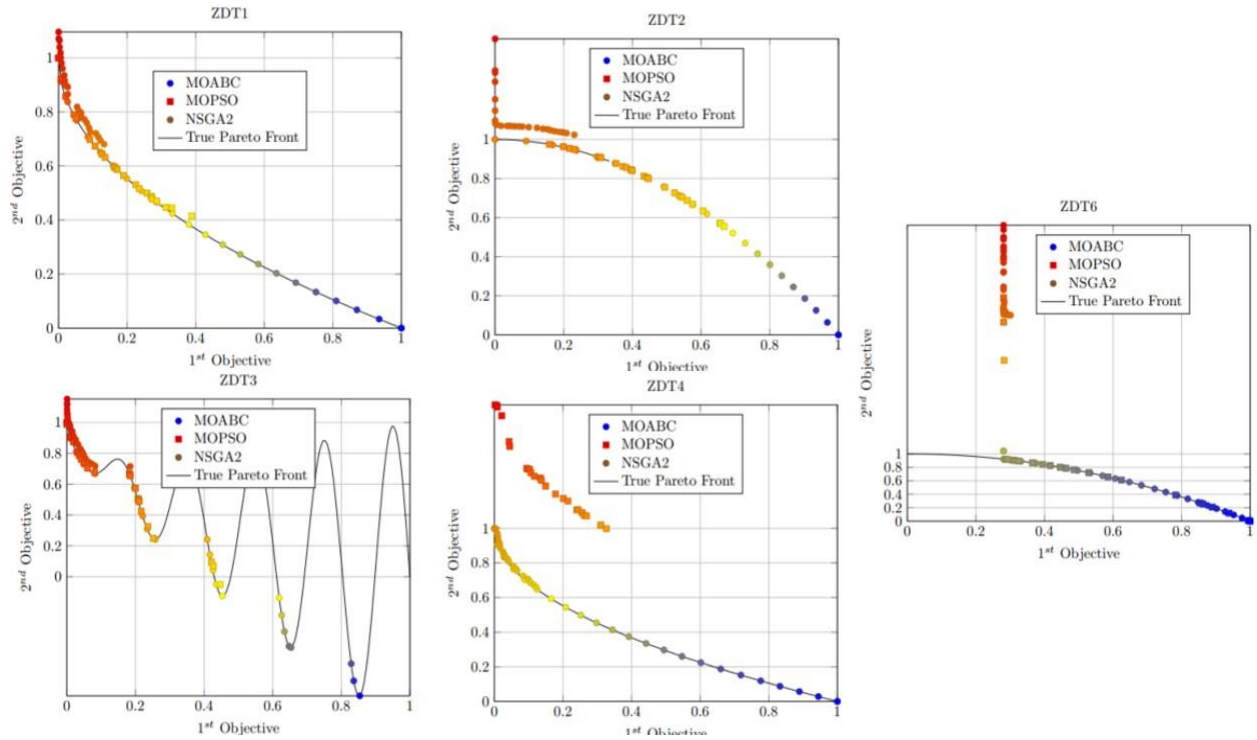 ZDT1
1
0.8
0.6
0.4
0.2
0
2nd Objective
MOABC
MOPSO
NSGA2
True Pareto Front
0 0.2 0.4 0.6 0.8 1
1st Objective
ZDT2
1
0.8
0.6
0.4
0.2
0
2nd Objective
MOABC
MOPSO
NSGA2
True Pareto Front
0 0.2 0.4 0.6 0.8 1
1st Objective
ZDT3
1
0.8
0.6
0.4
0.2
0
2nd Objective
MOABC
MOPSO
NSGA2
True Pareto Front
0 0.2 0.4 0.6 0.8 1
1st Objective
ZDT4
1
0.8
0.6
0.4
0.2
0
2nd Objective
MOABC
MOPSO
NSGA2
True Pareto Front
0 0.2 0.4 0.6 0.8 1
1st Objective
ZDT6
1
0.8
0.6
0.4
0.2
0
2nd Objective
MOABC
MOPSO
NSGA2
True Pareto Front
0 0.2 0.4 0.6 0.8 1
1st Objective